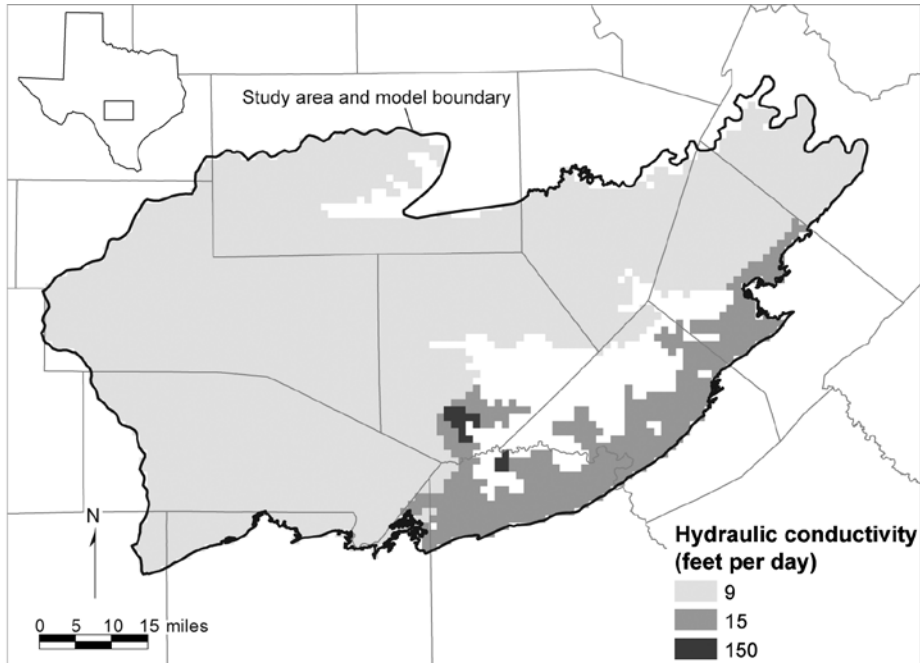 Study area and model boundary
N
0 5 10 15 miles
Hydraulic conductivity
(feet per day)
9
15
150